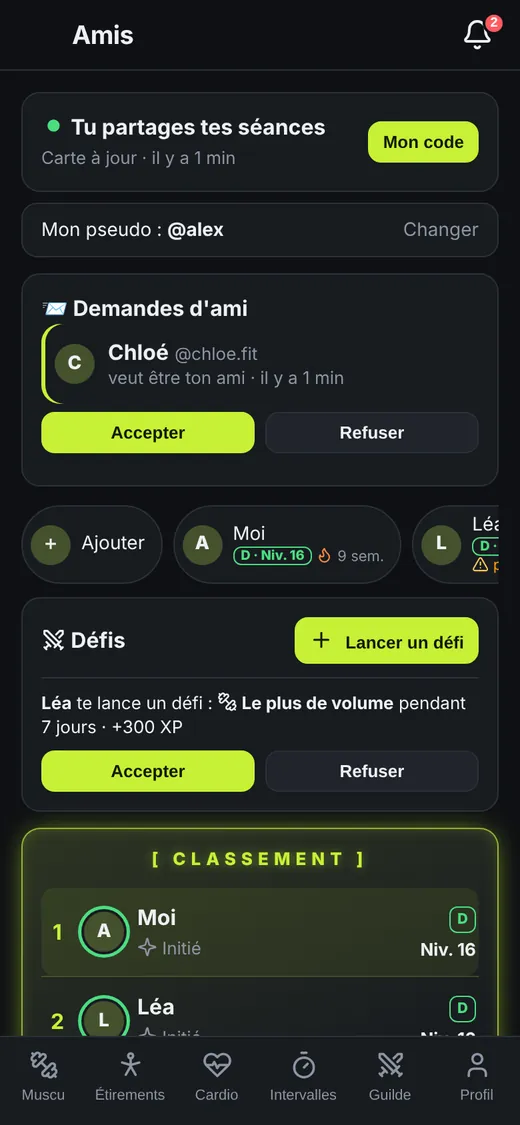 Amis
2
Tu partages tes séances
Carte à jour · il y a 1 min
Mon code
Mon pseudo : @alex
Changer
Demandes d'ami
C
Chloé @chloe.fit
veut être ton ami · il y a 1 min
Accepter
Refuser
+ Ajouter
A
Moi
D · Niv. 16
9 sem.
L
Léa
D ·
Défis
+ Lancer un défi
Léa te lance un défi : Le plus de volume pendant
7 jours · +300 XP
Accepter
Refuser
[ CLASSEMENT ]
1
A
Moi
Initié
D
Niv. 16
2
L
Léa
Initié
D
Muscu
Étirements
Cardio
Intervalles
Guilde
Profil